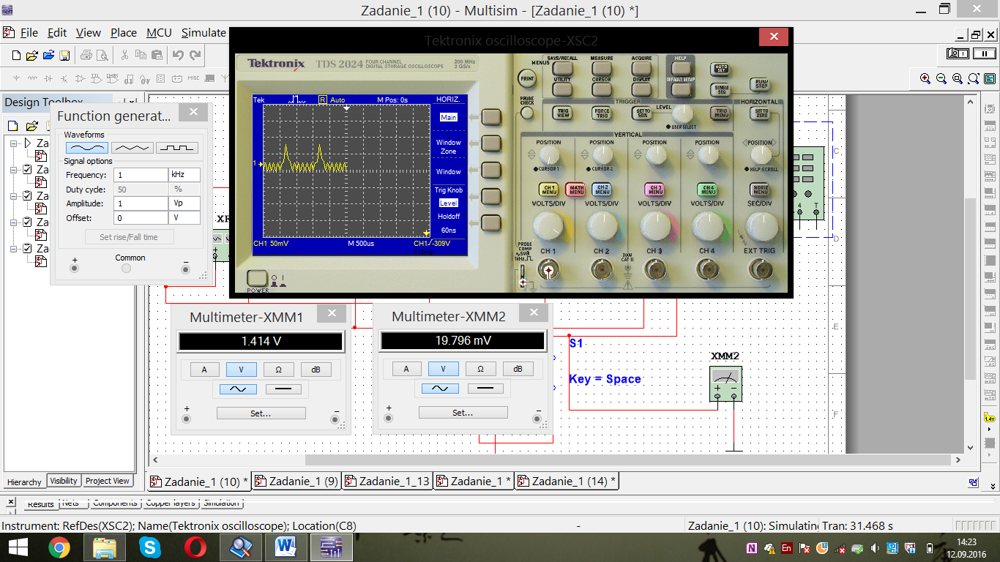 Zadanie_1 (10) - Multisim - [Zadanie_1 (10) *]
File Edit View Place MCU Simulate
Tektronix oscilloscope-XSC2
Design Toolbox
Function generat...
Waveforms
Signal options
Frequency: 1 kHz
Duty cycle: 50 %
Amplitude: 1 Vp
Offset: 0 V
Set rise/Fall time
+ Common −
Za
Za
Za
Za
Za
Tektronix TDS 2024 FOUR CHANNEL DIGITAL STORAGE OSCILLOSCOPE 200 MHz 2 GS/s
Tek R Auto M Pos: 0s HORIZ.
Main
Window Zone
Window
Trig Knob
Level
Holdoff
60ns
1
CH1 50mV M 500us CH1 -309V
POWER
MENUS SAVE/RECALL MEASURE ACQUIRE HELP AUTO SET
PRINT UTILITY CURSOR DISPLAY DEFAULT SETUP SINGLE SEQ RUN/STOP
PROBE CHECK
TRIGGER
TRIG VIEW FORCE TRIG SET TO 50% LEVEL USER SELECT TRIG MENU
HORIZONTAL
SET TO ZERO
VERTICAL
POSITION POSITION POSITION POSITION POSITION
CURSOR 1 CURSOR 2 HELP SCROLL
CH 1 MENU MATH MENU CH 2 MENU CH 3 MENU CH 4 MENU HORIZ MENU
VOLTS/DIV VOLTS/DIV VOLTS/DIV VOLTS/DIV SEC/DIV
PROBE COMP ~5V 1kHz
CH 1 CH 2 300V CAT II CH 3 CH 4 EXT TRIG
C
D
E
F
4 T
Multimeter-XMM1
1.414 V
A V Ω dB
+ Set... −
Multimeter-XMM2
19.796 mV
A V Ω dB
+ Set... −
S1
Key = Space
XMM2
+ −
1.4v
Hierarchy Visibility Project View
Zadanie_1 (10) * Zadanie_1 (9) Zadanie_1_13 Zadanie_1 * Zadanie_1 (14) *
Results Nets Components Copper layers Simulation
Instrument: RefDes(XSC2); Name(Tektronix oscilloscope); Location(C8) - Zadanie_1 (10): Simulating Tran: 31.468 s
En
14:23
12.09.2016